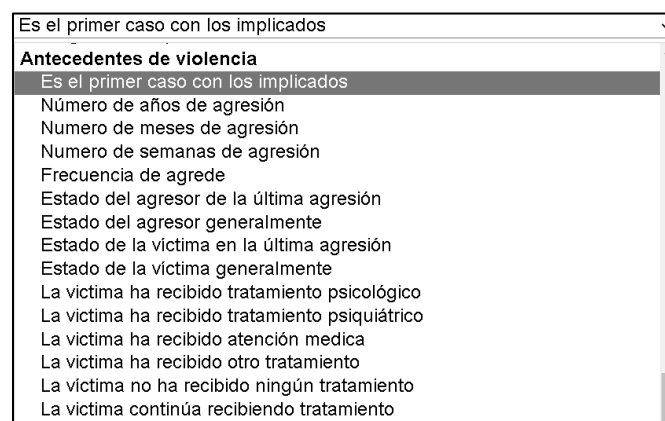 Es el primer caso con los implicados
Antecedentes de violencia
Es el primer caso con los implicados
Número de años de agresión
Numero de meses de agresión
Numero de semanas de agresión
Frecuencia de agrede
Estado del agresor de la última agresión
Estado del agresor generalmente
Estado de la víctima en la última agresión
Estado de la víctima generalmente
La victima ha recibido tratamiento psicológico
La victima ha recibido tratamiento psiquiátrico
La victima ha recibido atención medica
La victima ha recibido otro tratamiento
La víctima no ha recibido ningún tratamiento
La victima continúa recibiendo tratamiento